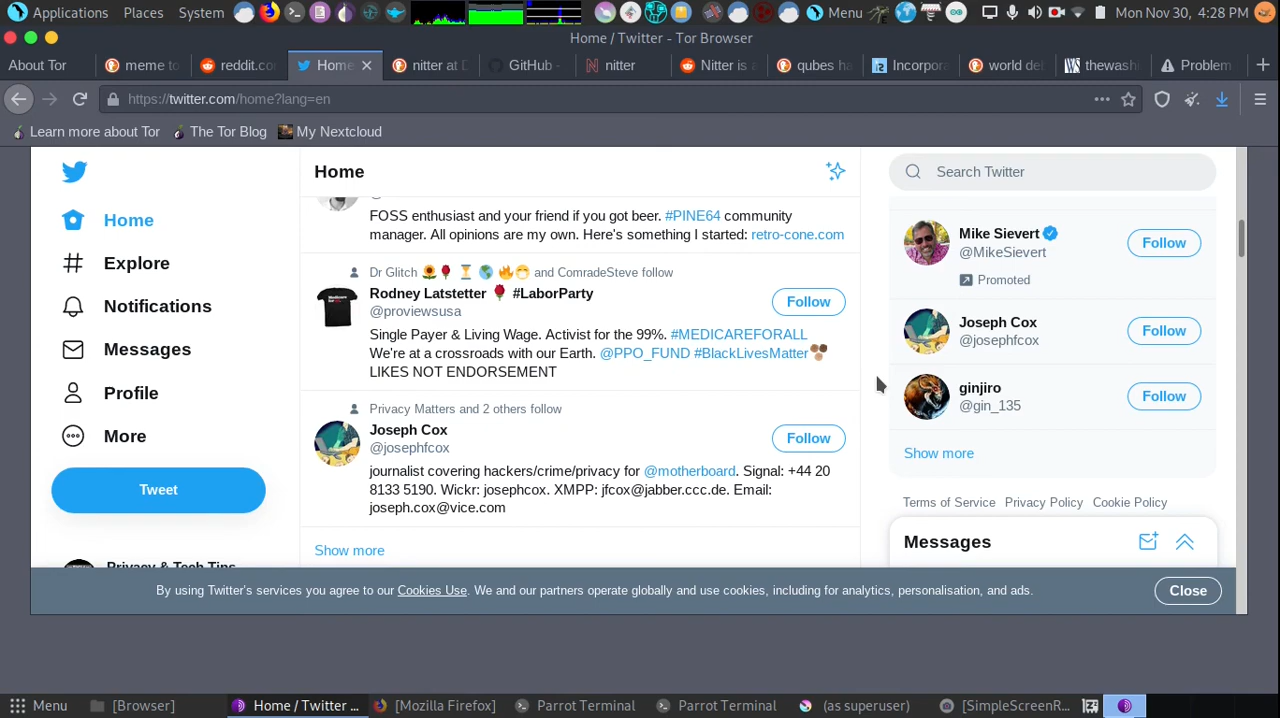 Applications Places System Menu Mon Nov 30, 4:28 PM
Home / Twitter - Tor Browser
About Tor meme to reddit.co Home nitter at D GitHub - nitter Nitter is a qubes ha Incorpora world deb thewash Problem
https://twitter.com/home?lang=en
Learn more about Tor The Tor Blog My Nextcloud
Home
Explore
Notifications
Messages
Profile
More
Tweet
Privacy & Tech Tips
Home
FOSS enthusiast and your friend if you got beer. #PINE64 community
manager. All opinions are my own. Here's something I started: retro-cone.com
Dr Glitch 🌻🌹⏳🌎🔥😷 and ComradeSteve follow
Rodney Latstetter 🌹 #LaborParty
@proviewsusa
Follow
Single Payer & Living Wage. Activist for the 99%. #MEDICAREFORALL
We're at a crossroads with our Earth. @PPO_FUND #BlackLivesMatter
LIKES NOT ENDORSEMENT
Privacy Matters and 2 others follow
Joseph Cox
@josephfcox
Follow
journalist covering hackers/crime/privacy for @motherboard. Signal: +44 20
8133 5190. Wickr: josephcox. XMPP: jfcox@jabber.ccc.de. Email:
joseph.cox@vice.com
Show more
Search Twitter
Mike Sievert
@MikeSievert
Follow
Promoted
Joseph Cox
@josephfcox
Follow
ginjiro
@gin_135
Follow
Show more
Terms of Service Privacy Policy Cookie Policy
Messages
By using Twitter's services you agree to our Cookies Use. We and our partners operate globally and use cookies, including for analytics, personalisation, and ads.
Close
Menu [Browser] Home / Twitter ... [Mozilla Firefox] Parrot Terminal Parrot Terminal (as superuser) [SimpleScreenR...